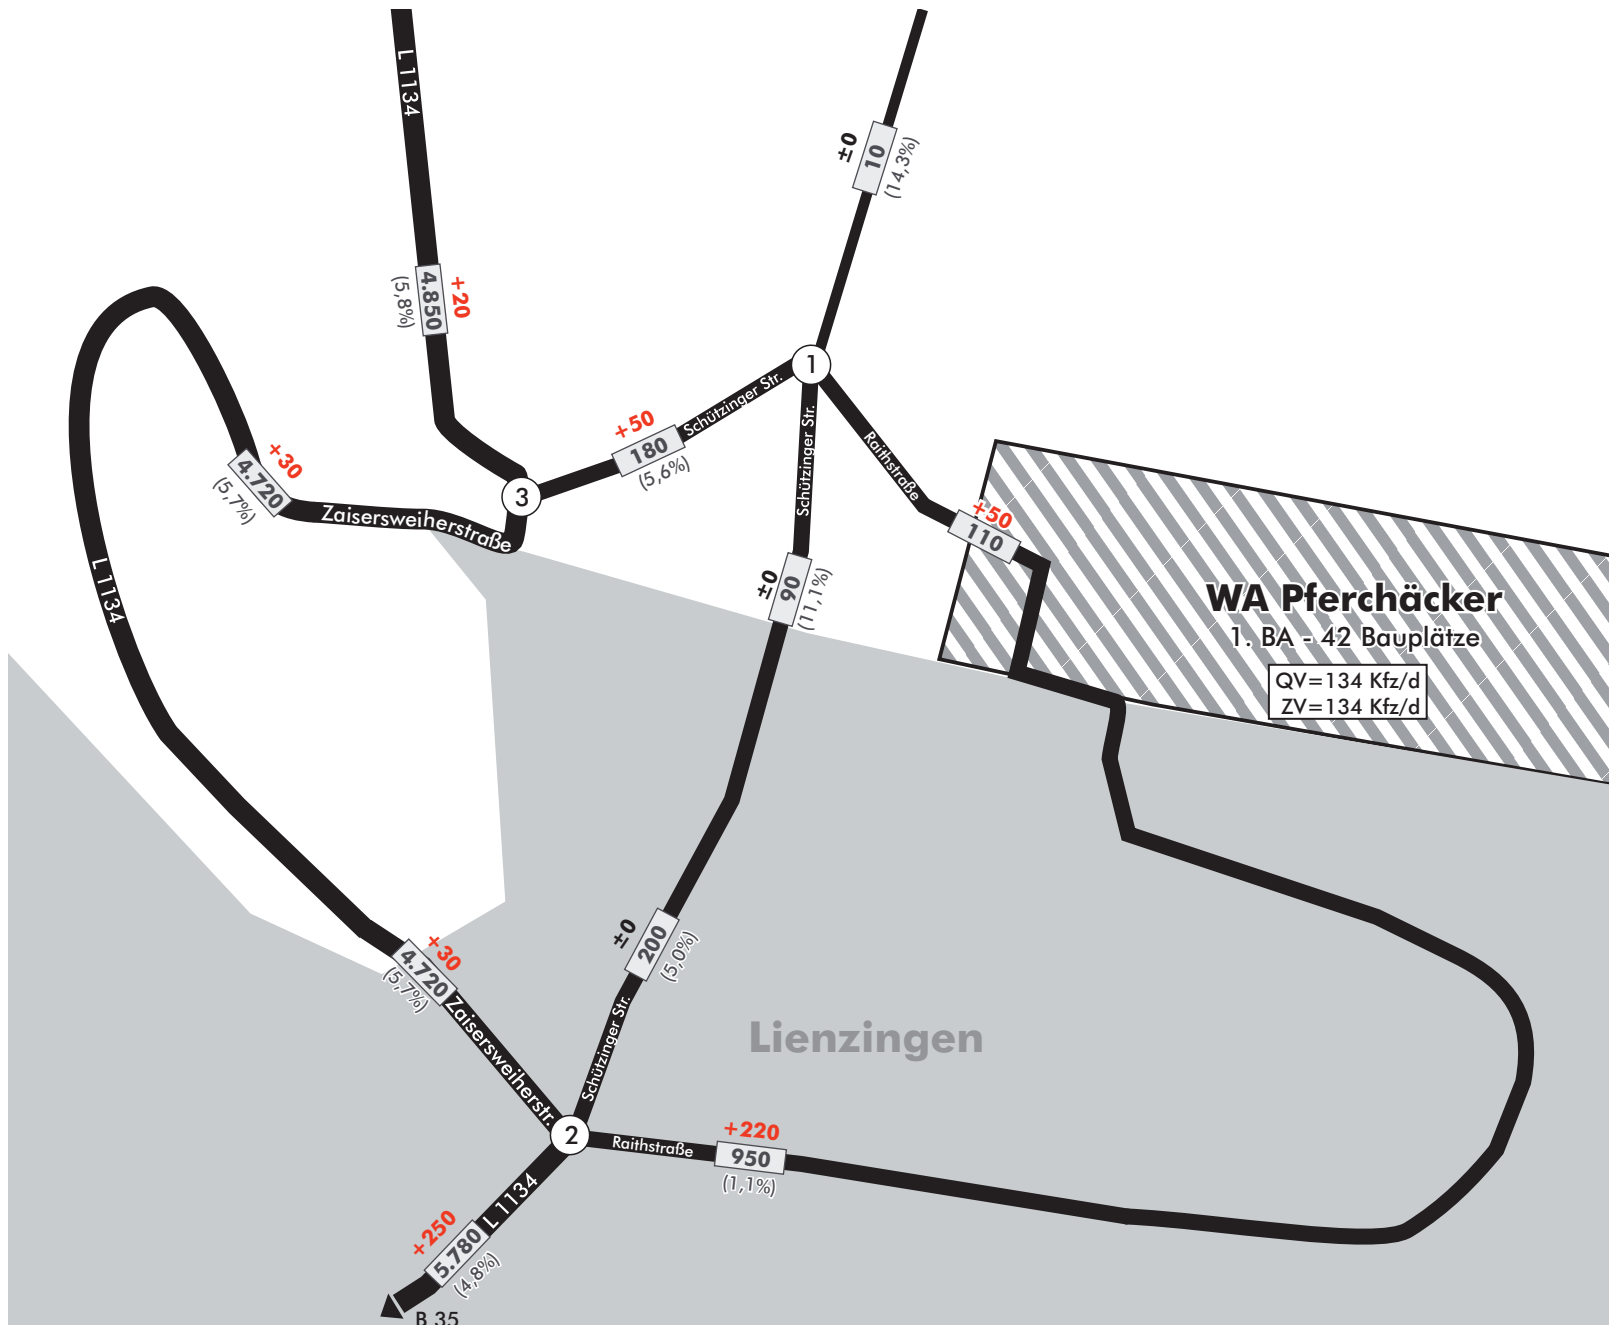 L 1134
±0
10
(14,3%)
4.850
+20
(5,8%)
1
Schützinger Str.
+50
180
(5,6%)
Schützinger Str.
Raithstraße
+30
4.720
(5,7%)
3
Zaisersweiherstraße
+50
110
L 1134
±0
90
(11,1%)
WA Pferchäcker
1. BA - 42 Bauplätze
QV=134 Kfz/d
ZV=134 Kfz/d
±0
200
(5,0%)
+30
4.720
(5,7%)
Zaisersweiherstr.
Schützinger Str.
Lienzingen
2
Raithstraße
+220
950
(1,1%)
L 1134
+250
5.780
(4,8%)
B 35